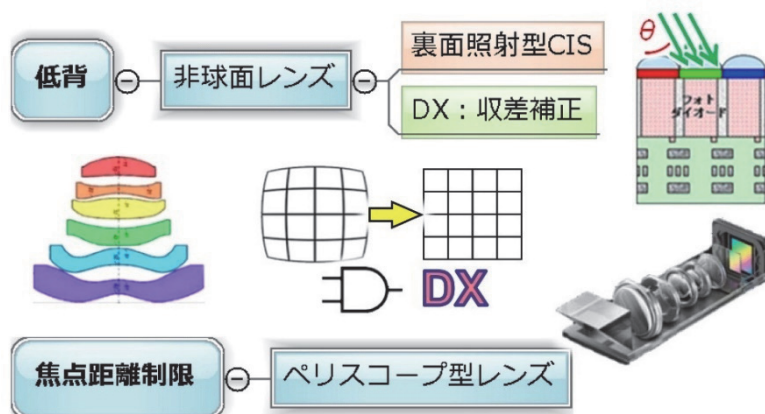 低背
非球面レンズ
裏面照射型CIS
DX:収差補正
θ
フォト
ダイオード
DX
焦点距離制限
ペリスコープ型レンズ